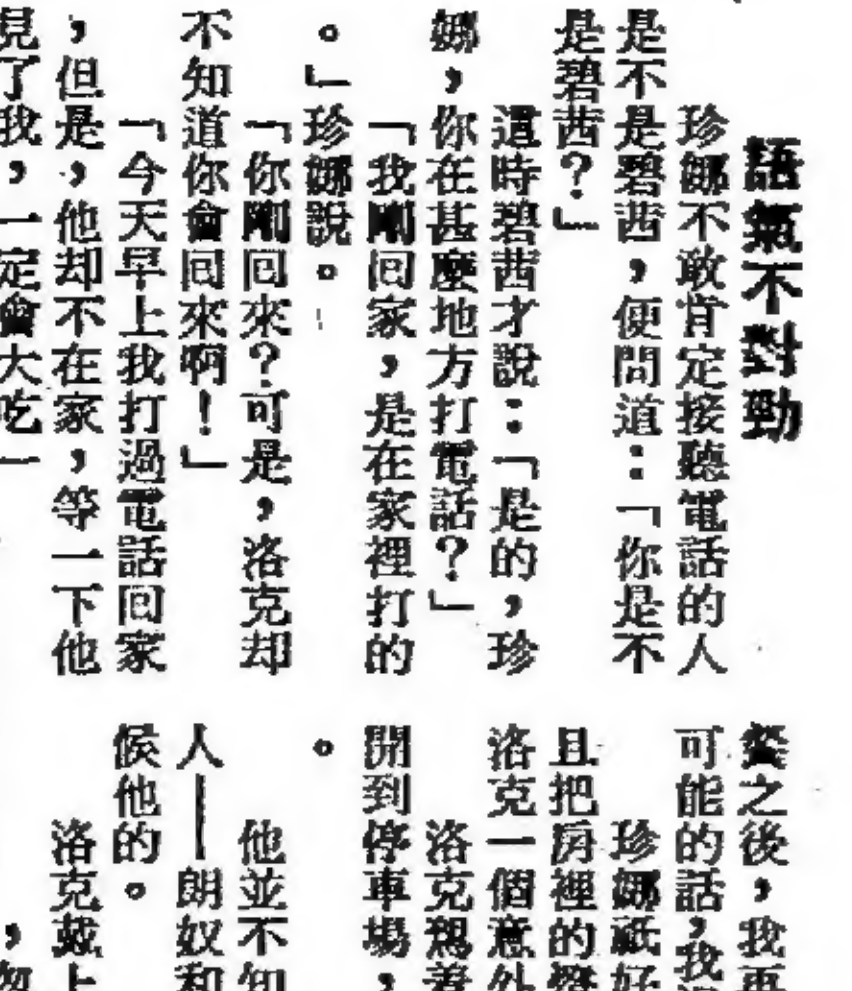 語氣不對勁
珍娜不敢肯定接聽電話的人
是不是碧茜，便問道：「你是不
是碧茜？」
這時碧茜才說：「是的，珍
娜，你在甚麼地方打電話？」
「我剛回家，是在家裡打的
。」珍娜說。
「你剛回來？可是，洛克却
不知道你會回來啊！」
「今天早上我打過電話回家
，但是，他却不在家，等一下他
見了我，一定會大吃一
餐之後，我再
可能的話，我
珍娜祇好
且把房裡的燈
洛克一個意外
洛克駕着
開到停車場，
。
他並不知
人——朗奴和
候他的。
洛克戴上
，